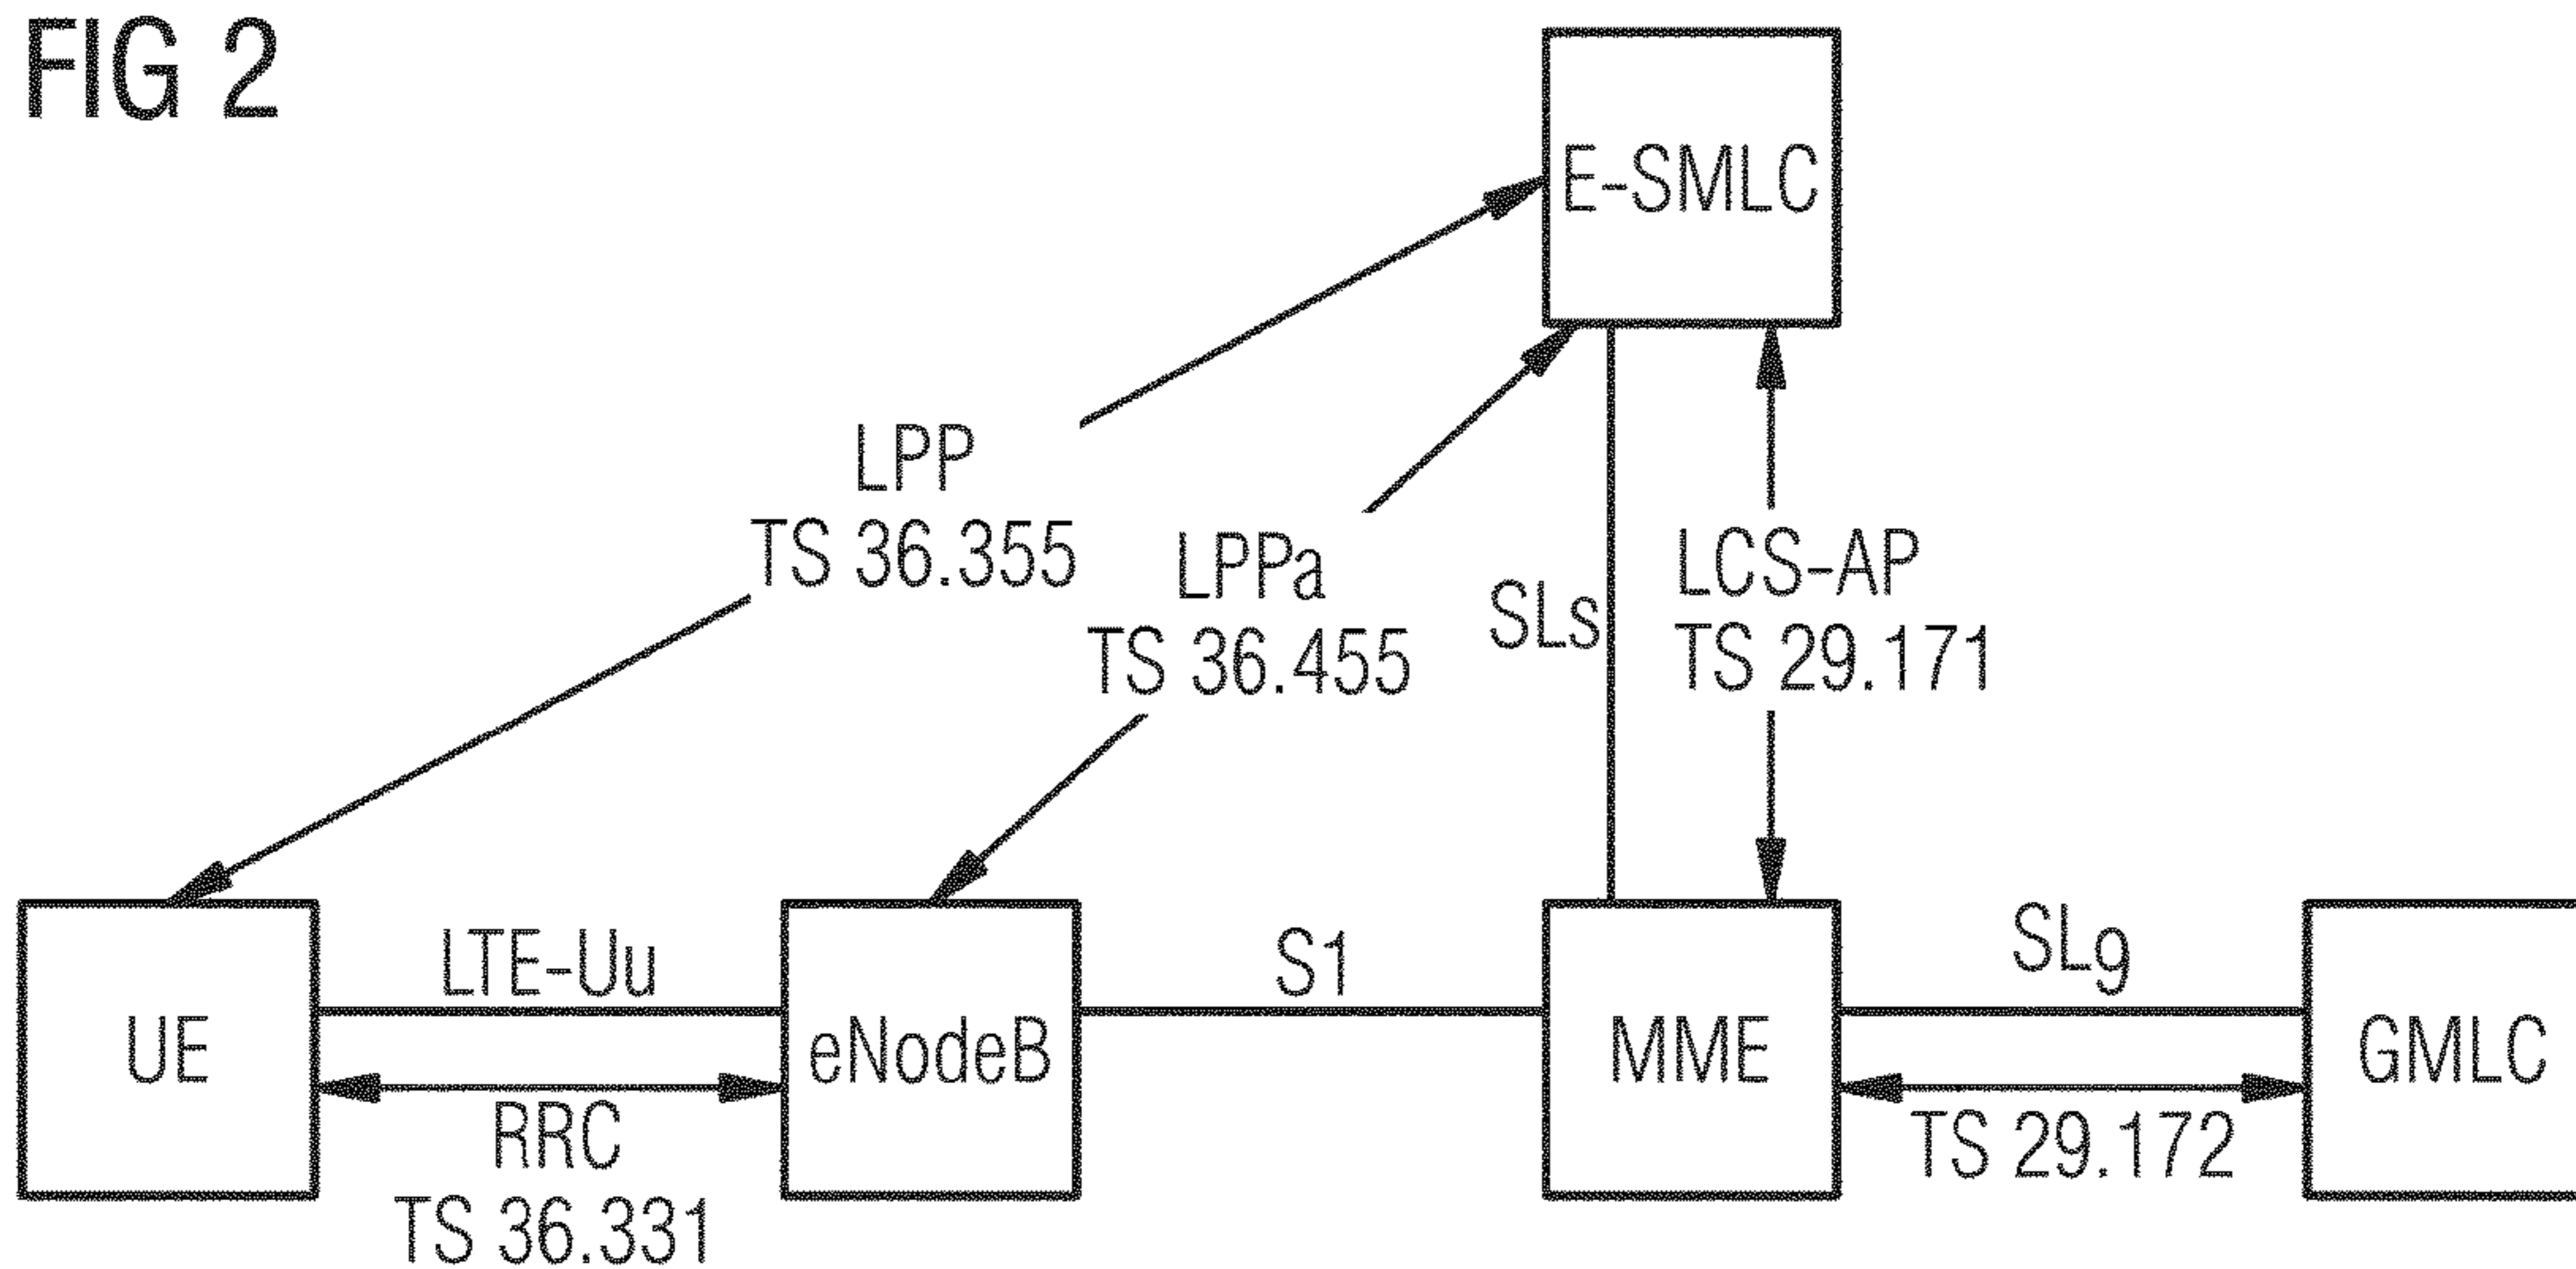 FIG 2
E-SMLC
LPP
TS 36.355
LPPa
TS 36.455
SLs
LCS-AP
TS 29.171
LTE-Uu
S1
SLg
UE
eNodeB
MME
GMLC
RRC
TS 36.331
TS 29.172